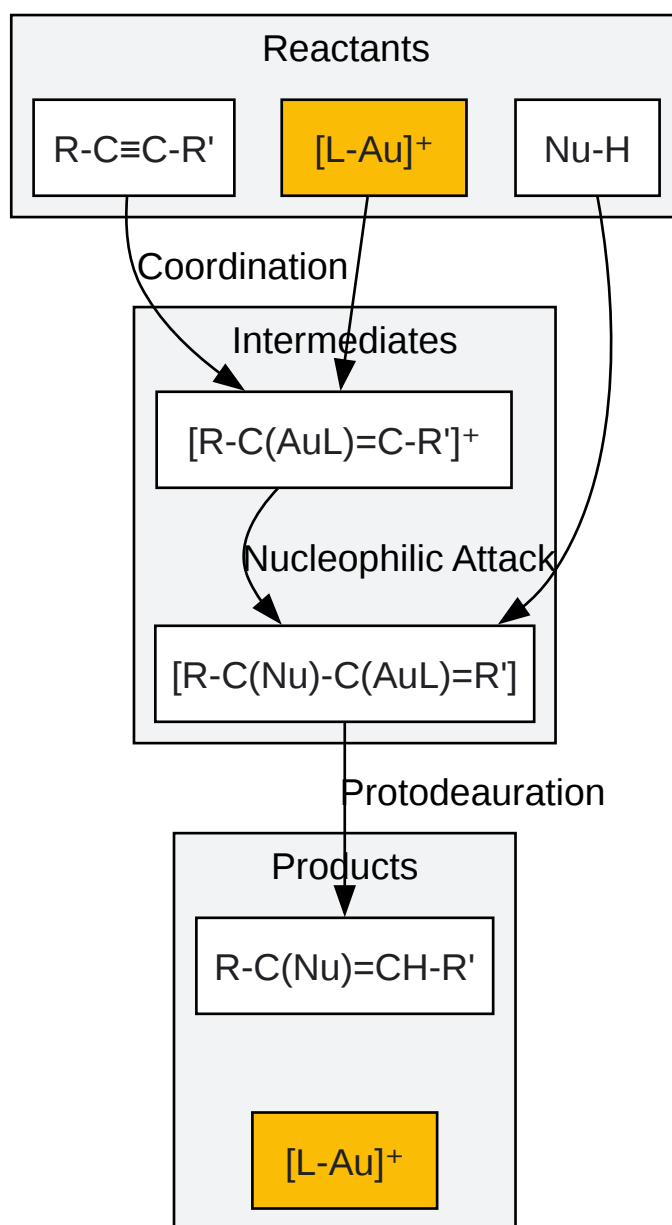 Reactants
R-C≡C-R'
[L-Au]⁺
Nu-H
Coordination
Intermediates
[R-C(AuL)=C-R']⁺
Nucleophilic Attack
[R-C(Nu)-C(AuL)=R']
Protodeauration
Products
R-C(Nu)=CH-R'
[L-Au]⁺